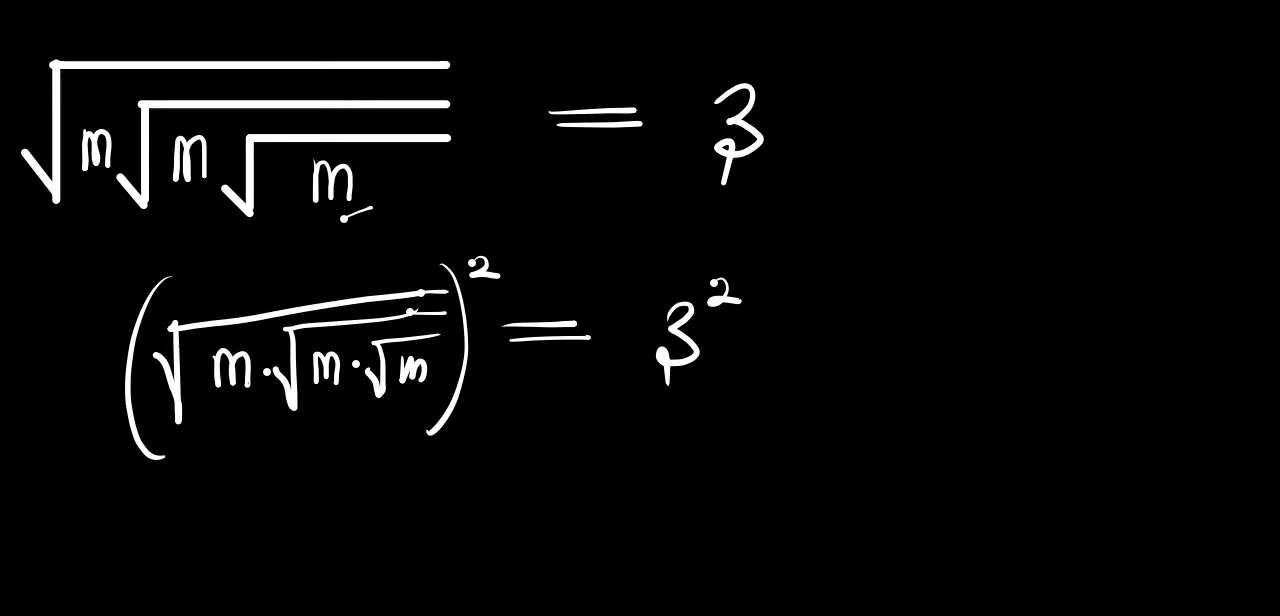 √(m√(m√m)) = 3
(√(m·√(m·√m)))² = 3²